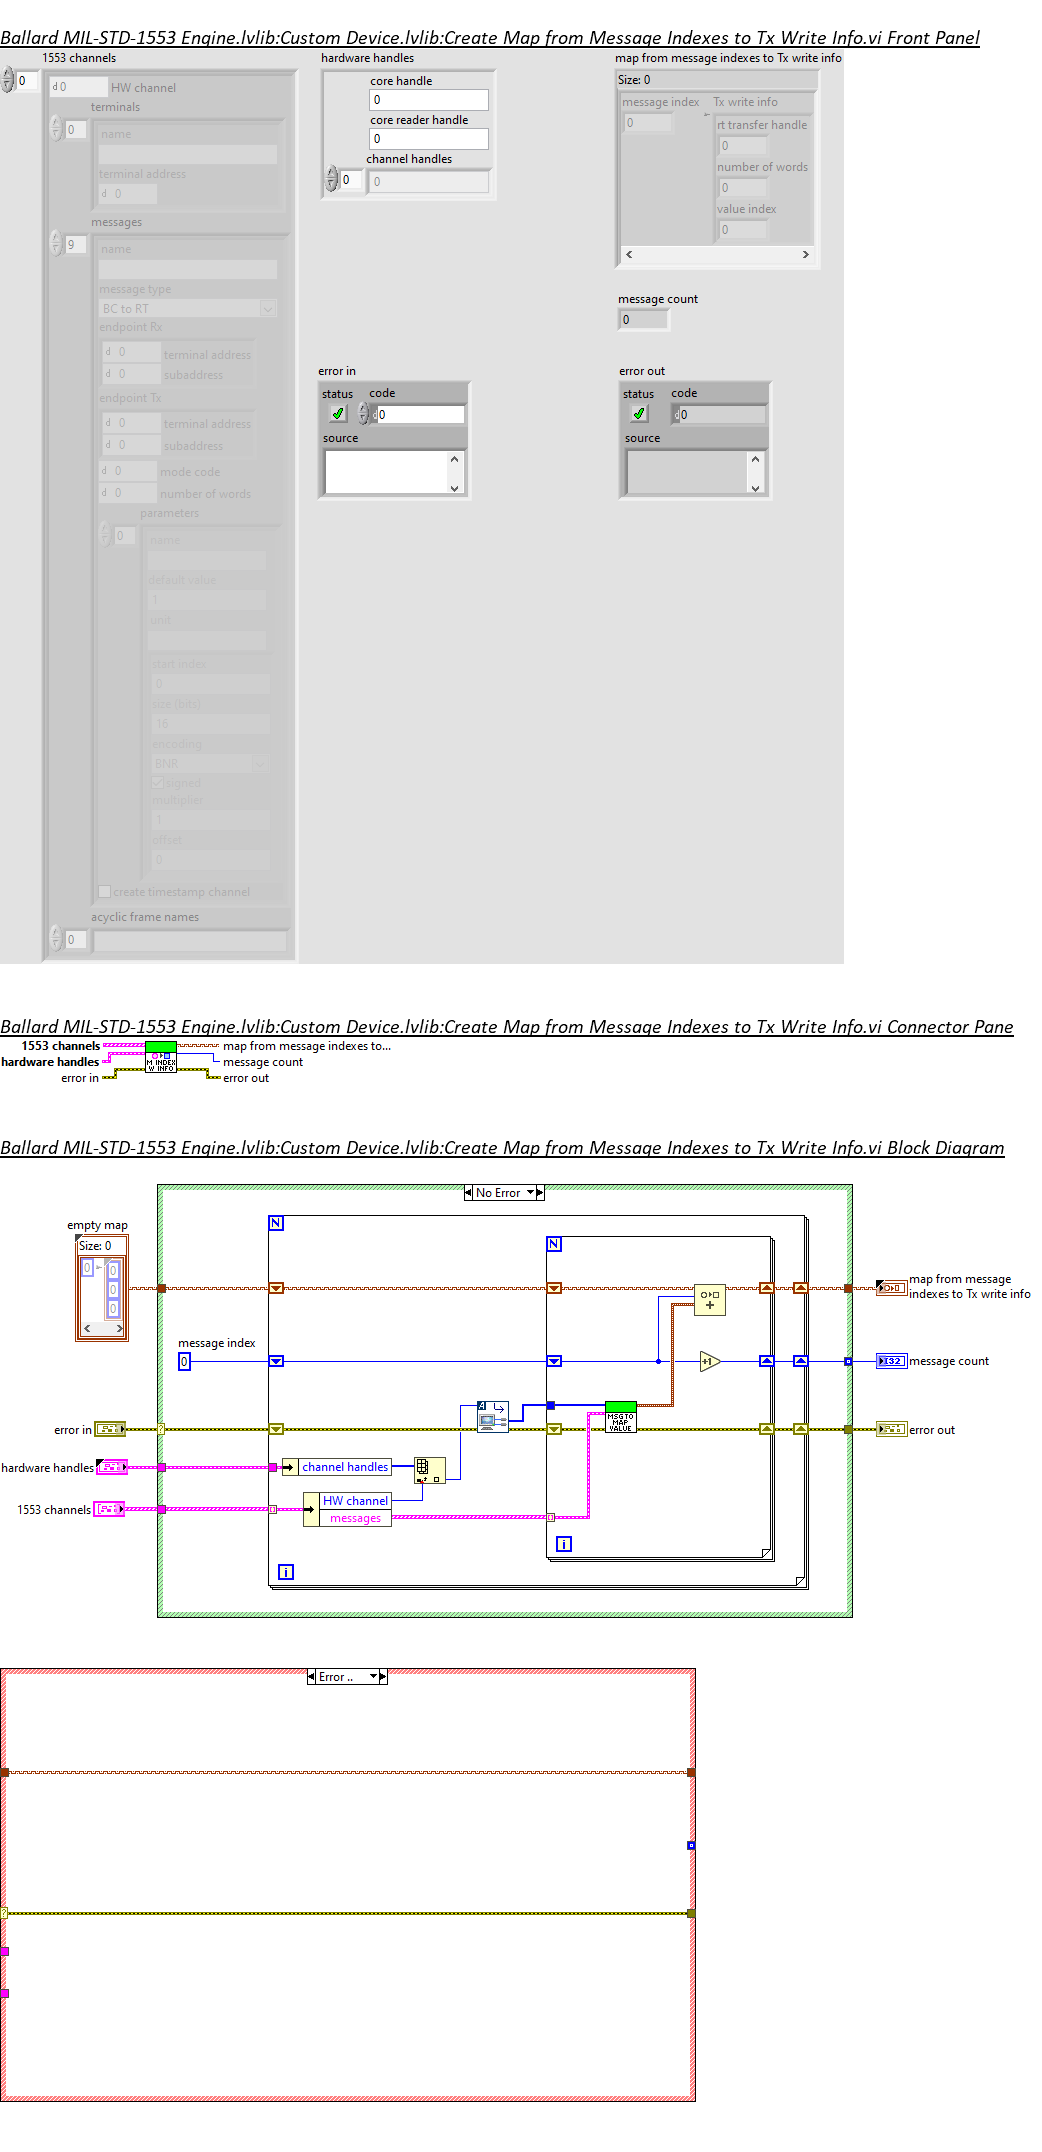 Ballard MIL-STD-1553 Engine.lvlib:Custom Device.lvlib:Create Map from Message Indexes to Tx Write Info.vi Front Panel
1553 channels
0
d 0 HW channel
terminals
0
name
terminal address
d 0
messages
9
name
message type
BC to RT
endpoint Rx
d 0 terminal address
d 0 subaddress
endpoint Tx
d 0 terminal address
d 0 subaddress
d 0 mode code
d 0 number of words
parameters
0
name
default value
1
unit
start index
0
size (bits)
16
encoding
BNR
signed
multiplier
1
offset
0
create timestamp channel
acyclic frame names
0
hardware handles
core handle
0
core reader handle
0
channel handles
0 0
error in
status code
d0
source
map from message indexes to Tx write info
Size: 0
message index Tx write info
0
rt transfer handle
0
number of words
0
value index
0
message count
0
error out
status code
d0
source
Ballard MIL-STD-1553 Engine.lvlib:Custom Device.lvlib:Create Map from Message Indexes to Tx Write Info.vi Connector Pane
1553 channels
hardware handles
error in
M INDEX
W INFO
map from message indexes to...
message count
error out
Ballard MIL-STD-1553 Engine.lvlib:Custom Device.lvlib:Create Map from Message Indexes to Tx Write Info.vi Block Diagram
No Error
empty map
Size: 0
0 0
0
0
N
N
map from message
indexes to Tx write info
message index
0
+1
I32 message count
error in
MSG TO
MAP
VALUE
error out
hardware handles
channel handles
1553 channels
HW channel
messages
i
i
Error ..